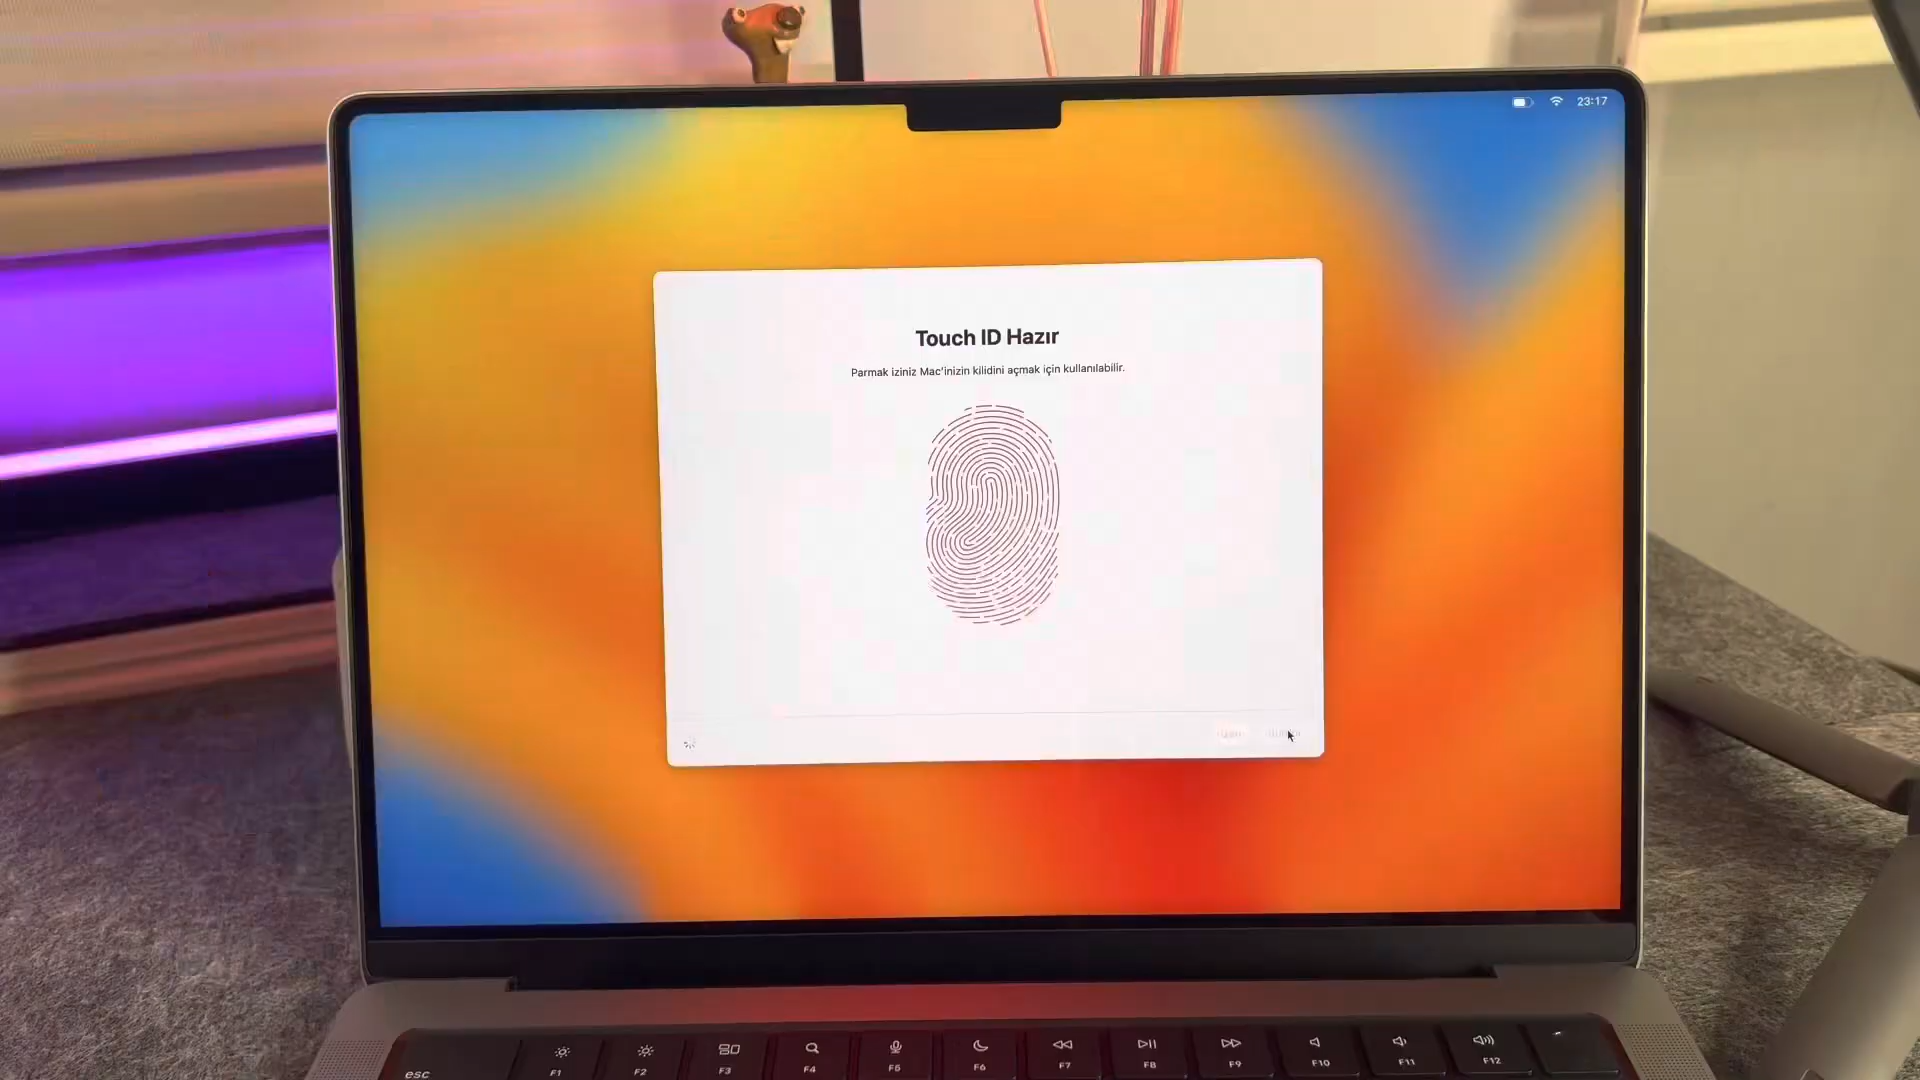 23:17
Touch ID Hazır
Parmak iziniz Mac'inizin kilidini açmak için kullanılabilir.
esc
F1
F2
F3
F4
F5
F6
F7
F8
F9
F10
F11
F12